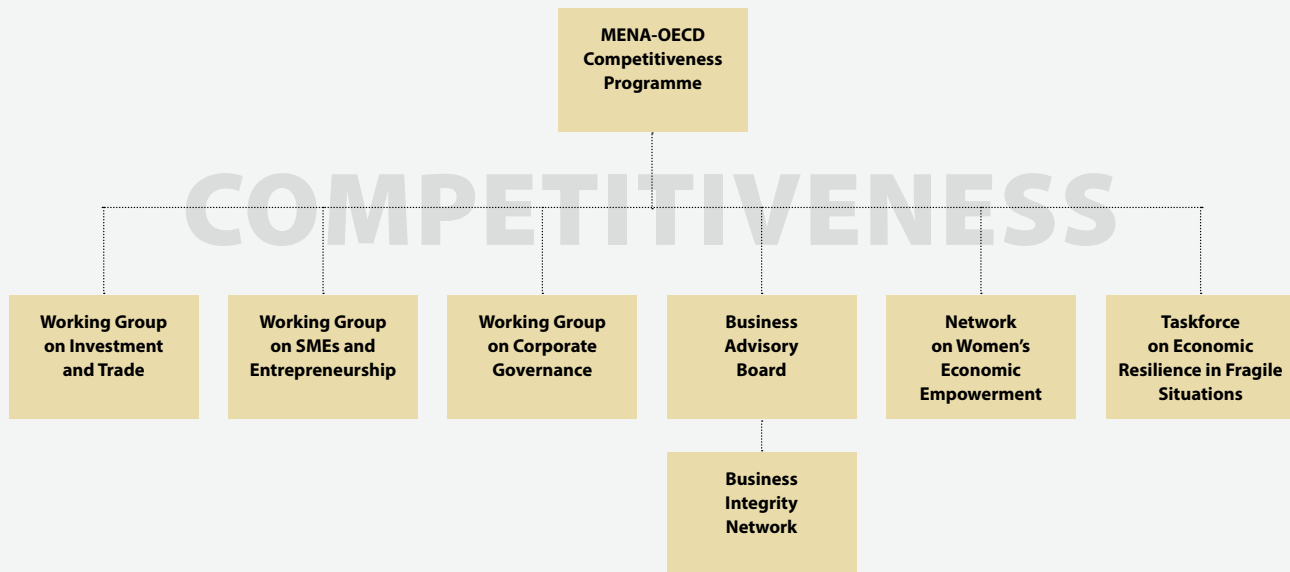 MENA-OECD
Competitiveness
Programme
COMPETITIVENESS
Working Group
on Investment
and Trade
Working Group
on SMEs and
Entrepreneurship
Working Group
on Corporate
Governance
Business
Advisory
Board
Network
on Women’s
Economic
Empowerment
Taskforce
on Economic
Resilience in Fragile
Situations
Business
Integrity
Network